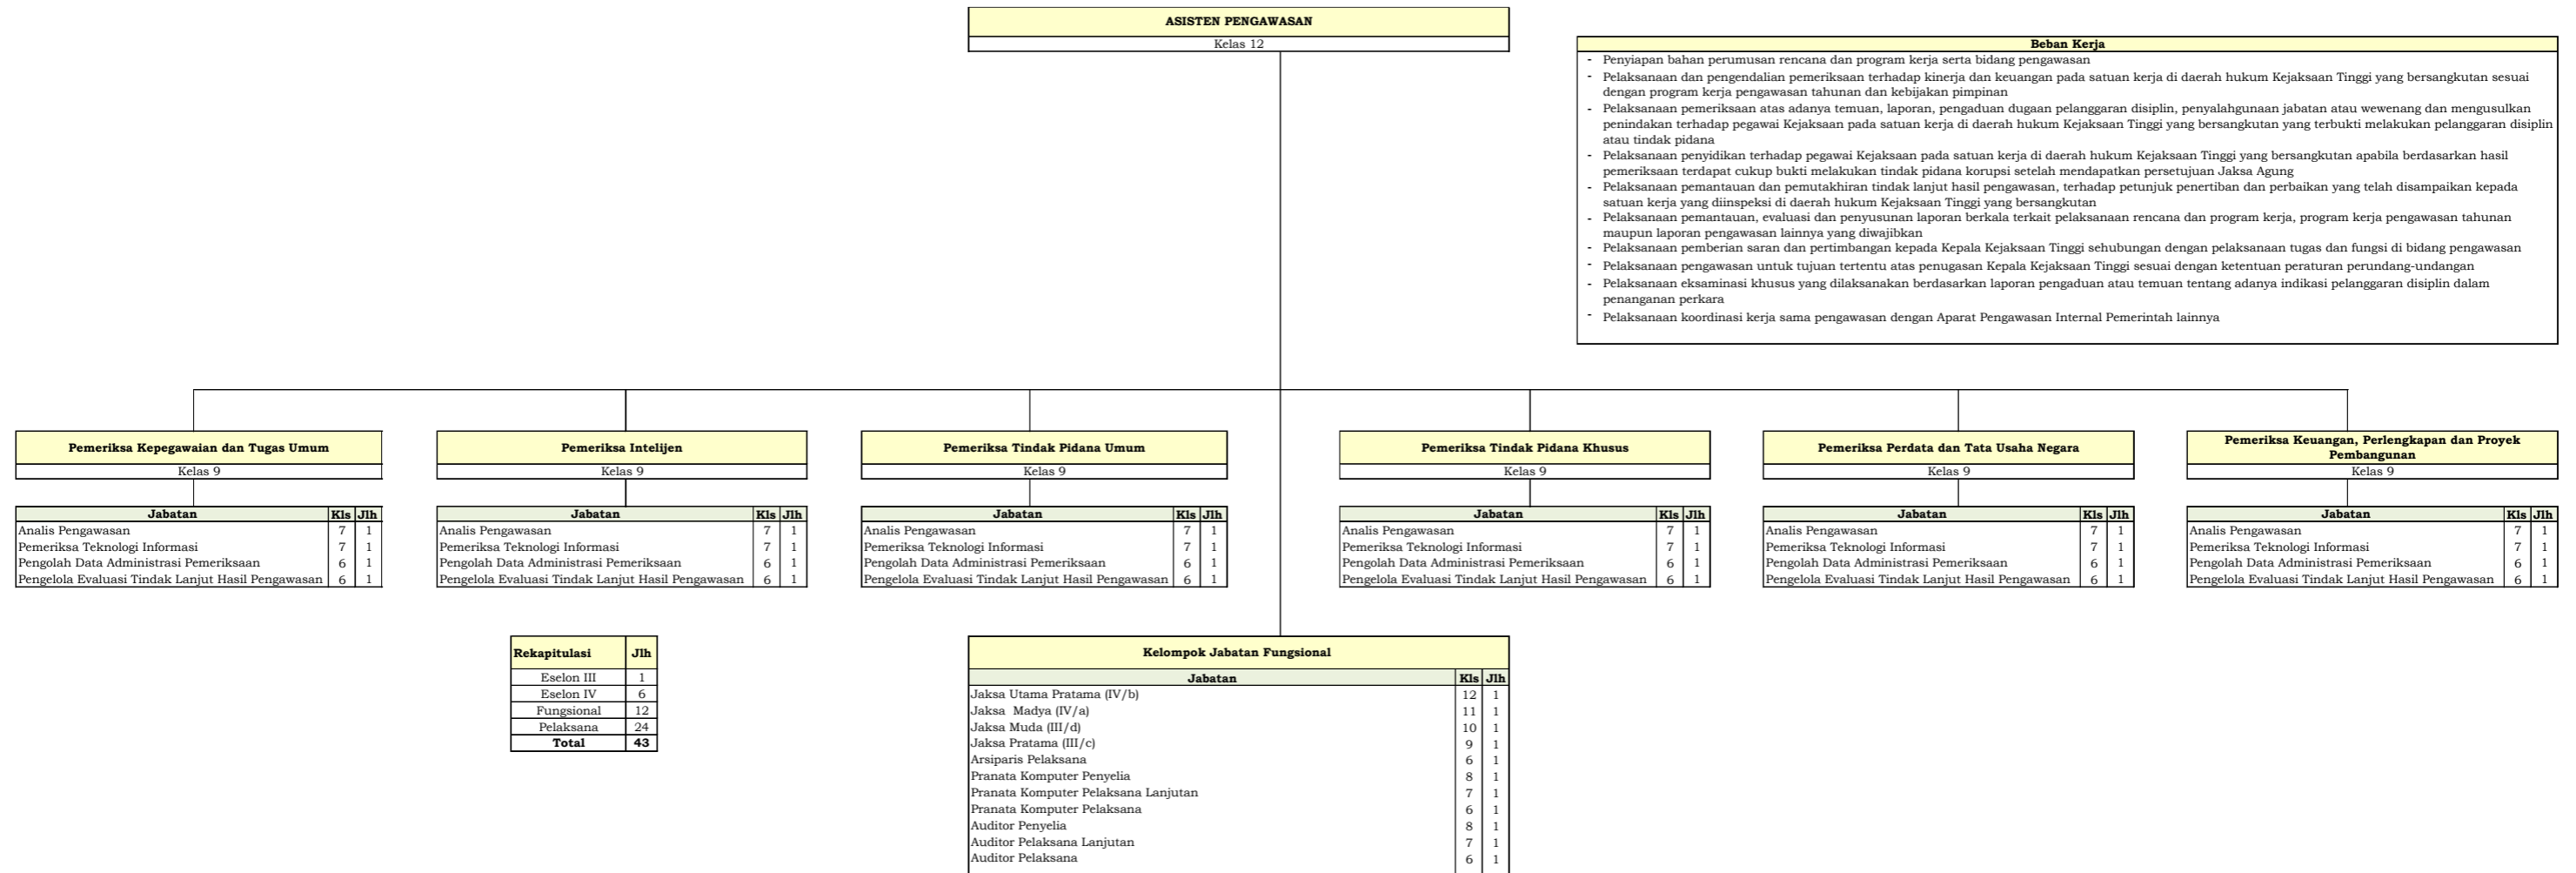 ASISTEN PENGAWASAN
Kelas 12
Beban Kerja
- Penyiapan bahan perumusan rencana dan program kerja serta bidang pengawasan
- Pelaksanaan dan pengendalian pemeriksaan terhadap kinerja dan keuangan pada satuan kerja di daerah hukum Kejaksaan Tinggi yang bersangkutan sesuai
dengan program kerja pengawasan tahunan dan kebijakan pimpinan
- Pelaksanaan pemeriksaan atas adanya temuan, laporan, pengaduan dugaan pelanggaran disiplin, penyalahgunaan jabatan atau wewenang dan mengusulkan
penindakan terhadap pegawai Kejaksaan pada satuan kerja di daerah hukum Kejaksaan Tinggi yang bersangkutan yang terbukti melakukan pelanggaran disiplin
atau tindak pidana
- Pelaksanaan penyidikan terhadap pegawai Kejaksaan pada satuan kerja di daerah hukum Kejaksaan Tinggi yang bersangkutan apabila berdasarkan hasil
pemeriksaan terdapat cukup bukti melakukan tindak pidana korupsi setelah mendapatkan persetujuan Jaksa Agung
- Pelaksanaan pemantauan dan pemutakhiran tindak lanjut hasil pengawasan, terhadap petunjuk penertiban dan perbaikan yang telah disampaikan kepada
satuan kerja yang diinspeksi di daerah hukum Kejaksaan Tinggi yang bersangkutan
- Pelaksanaan pemantauan, evaluasi dan penyusunan laporan berkala terkait pelaksanaan rencana dan program kerja, program kerja pengawasan tahunan
maupun laporan pengawasan lainnya yang diwajibkan
- Pelaksanaan pemberian saran dan pertimbangan kepada Kepala Kejaksaan Tinggi sehubungan dengan pelaksanaan tugas dan fungsi di bidang pengawasan
- Pelaksanaan pengawasan untuk tujuan tertentu atas penugasan Kepala Kejaksaan Tinggi sesuai dengan ketentuan peraturan perundang-undangan
- Pelaksanaan eksaminasi khusus yang dilaksanakan berdasarkan laporan pengaduan atau temuan tentang adanya indikasi pelanggaran disiplin dalam
penanganan perkara
- Pelaksanaan koordinasi kerja sama pengawasan dengan Aparat Pengawasan Internal Pemerintah lainnya
Pemeriksa Kepegawaian dan Tugas Umum
Kelas 9
Jabatan Kls Jlh
Analis Pengawasan 7 1
Pemeriksa Teknologi Informasi 7 1
Pengolah Data Administrasi Pemeriksaan 6 1
Pengelola Evaluasi Tindak Lanjut Hasil Pengawasan 6 1
Pemeriksa Intelijen
Kelas 9
Jabatan Kls Jlh
Analis Pengawasan 7 1
Pemeriksa Teknologi Informasi 7 1
Pengolah Data Administrasi Pemeriksaan 6 1
Pengelola Evaluasi Tindak Lanjut Hasil Pengawasan 6 1
Pemeriksa Tindak Pidana Umum
Kelas 9
Jabatan Kls Jlh
Analis Pengawasan 7 1
Pemeriksa Teknologi Informasi 7 1
Pengolah Data Administrasi Pemeriksaan 6 1
Pengelola Evaluasi Tindak Lanjut Hasil Pengawasan 6 1
Pemeriksa Tindak Pidana Khusus
Kelas 9
Jabatan Kls Jlh
Analis Pengawasan 7 1
Pemeriksa Teknologi Informasi 7 1
Pengolah Data Administrasi Pemeriksaan 6 1
Pengelola Evaluasi Tindak Lanjut Hasil Pengawasan 6 1
Pemeriksa Perdata dan Tata Usaha Negara
Kelas 9
Jabatan Kls Jlh
Analis Pengawasan 7 1
Pemeriksa Teknologi Informasi 7 1
Pengolah Data Administrasi Pemeriksaan 6 1
Pengelola Evaluasi Tindak Lanjut Hasil Pengawasan 6 1
Pemeriksa Keuangan, Perlengkapan dan Proyek
Pembangunan
Kelas 9
Jabatan Kls Jlh
Analis Pengawasan 7 1
Pemeriksa Teknologi Informasi 7 1
Pengolah Data Administrasi Pemeriksaan 6 1
Pengelola Evaluasi Tindak Lanjut Hasil Pengawasan 6 1
Rekapitulasi Jlh
Eselon III 1
Eselon IV 6
Fungsional 12
Pelaksana 24
Total 43
Kelompok Jabatan Fungsional
Jabatan Kls Jlh
Jaksa Utama Pratama (IV/b) 12 1
Jaksa Madya (IV/a) 11 1
Jaksa Muda (III/d) 10 1
Jaksa Pratama (III/c) 9 1
Arsiparis Pelaksana 6 1
Pranata Komputer Penyelia 8 1
Pranata Komputer Pelaksana Lanjutan 7 1
Pranata Komputer Pelaksana 6 1
Auditor Penyelia 8 1
Auditor Pelaksana Lanjutan 7 1
Auditor Pelaksana 6 1